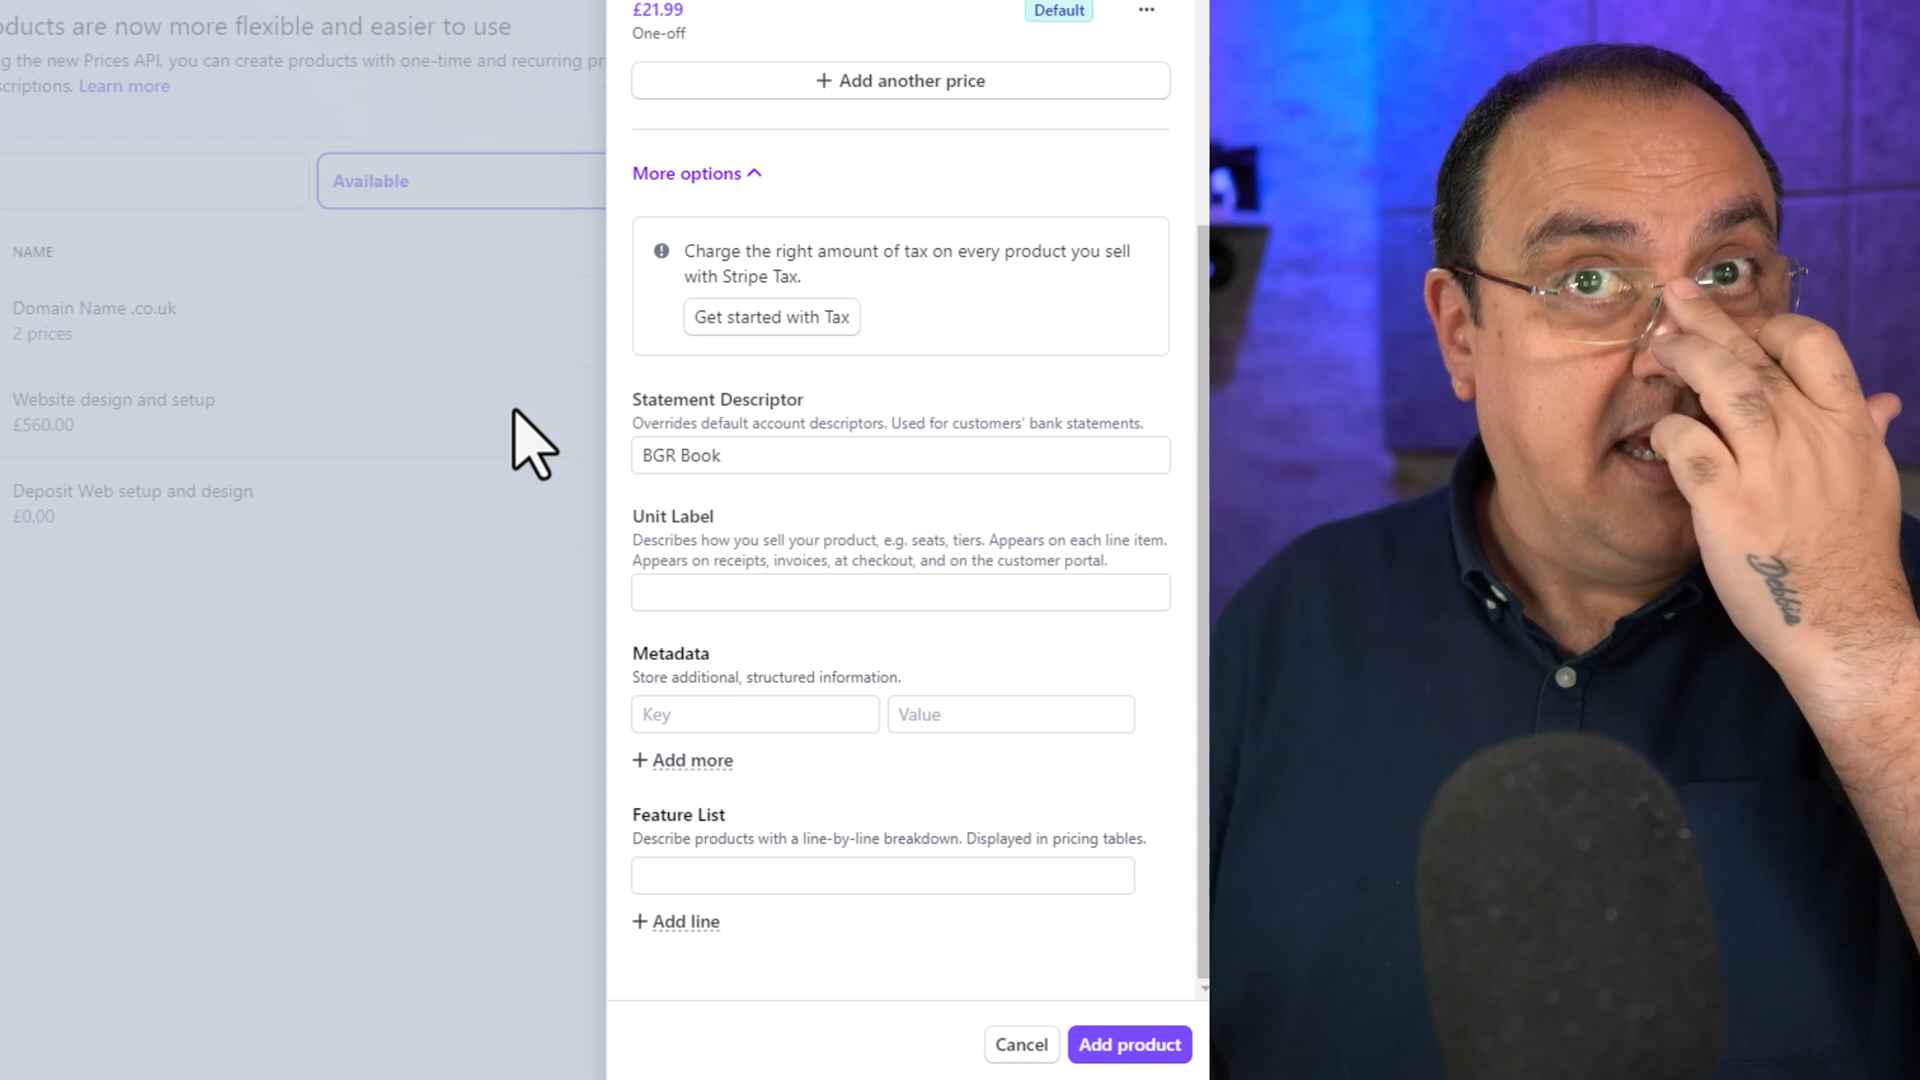 oducts are now more flexible and easier to use
g the new Prices API, you can create products with one-time and recurring pr
scriptions. Learn more
Available
NAME
Domain Name .co.uk
2 prices
Website design and setup
£560.00
Deposit Web setup and design
£0.00
£21.99
Default
One-off
Add another price
More options
Charge the right amount of tax on every product you sell
with Stripe Tax.
Get started with Tax
Statement Descriptor
Overrides default account descriptors. Used for customers’ bank statements.
BGR Book
Unit Label
Describes how you sell your product, e.g. seats, tiers. Appears on each line item.
Appears on receipts, invoices, at checkout, and on the customer portal.
Metadata
Store additional, structured information.
Key
Value
+ Add more
Feature List
Describe products with a line-by-line breakdown. Displayed in pricing tables.
+ Add line
Cancel
Add product
Debbie